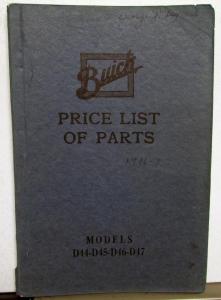 Buick
PRICE LIST
OF PARTS
MODELS
D44-D45-D46-D47